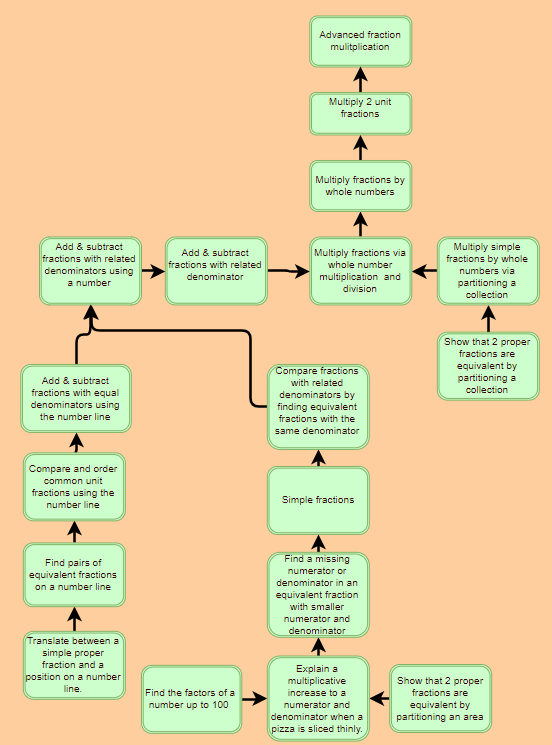 Advanced fraction
mulitplication
Multiply 2 unit
fractions
Multiply fractions by
whole numbers
Add & subtract
fractions with related
denominators using
a number
Add & subtract
fractions with related
denominator
Multiply fractions via
whole number
multiplication and
division
Multiply simple
fractions by whole
numbers via
partitioning a
collection
Show that 2 proper
fractions are
equivalent by
partitioning a
collection
Add & subtract
fractions with equal
denominators using
the number line
Compare fractions
with related
denominators by
finding equivalent
fractions with the
same denominator
Compare and order
common unit
fractions using the
number line
Simple fractions
Find pairs of
equivalent fractions
on a number line
Find a missing
numerator or
denominator in an
equivalent fraction
with smaller
numerator and
denominator
Translate between a
simple proper
fraction and a
position on a number
line.
Find the factors of a
number up to 100
Explain a
multiplicative
increase to a
numerator and
denominator when a
pizza is sliced thinly.
Show that 2 proper
fractions are
equivalent by
partitioning an area